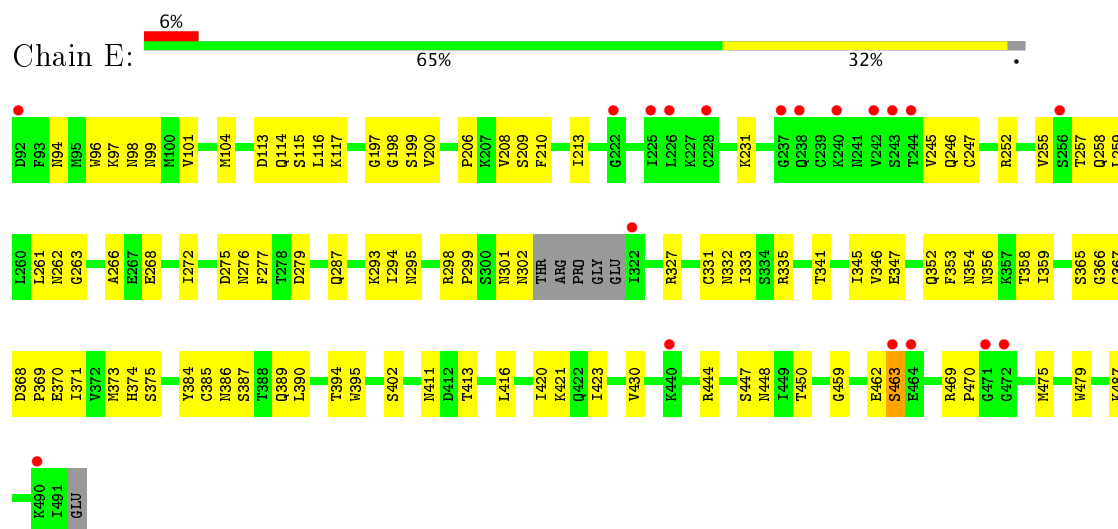 6%
Chain E:
65% 32% •
D92 F93 N94 M95 W96 K97 N98 N99 M100 V101 M104 D113 Q114 S115 L116 K117 G197 G198 S199 V200 P206 K207 V208 S209 F210 I213 G222 I225 L226 K227 C228 K231 G237 Q238 C239 K240 N241 V242 S243 T244 V245 Q246 C247 R252 V255 S256 T257 Q258 L259
L260 L261 N262 G263 A266 E267 E268 I272 D275 N276 F277 T278 D279 Q287 K293 I294 N295 R298 P299 S300 N301 N302 THR ARG PRO GLY GLU I322 R327 C331 N332 I333 S334 R335 T341 I345 V346 E347 Q352 F353 N354 N356 K357 T358 I359 S365 G366 G367
D368 P369 E370 I371 V372 M373 H374 S375 Y384 C385 N386 S387 T388 Q389 L390 T394 W395 S402 N411 D412 T413 L416 I420 K421 Q422 I423 V430 K440 R444 S447 N448 I449 T450 G459 E462 S463 E464 R469 P470 G471 G472 M475 W479 K487
K490 I491 GLU